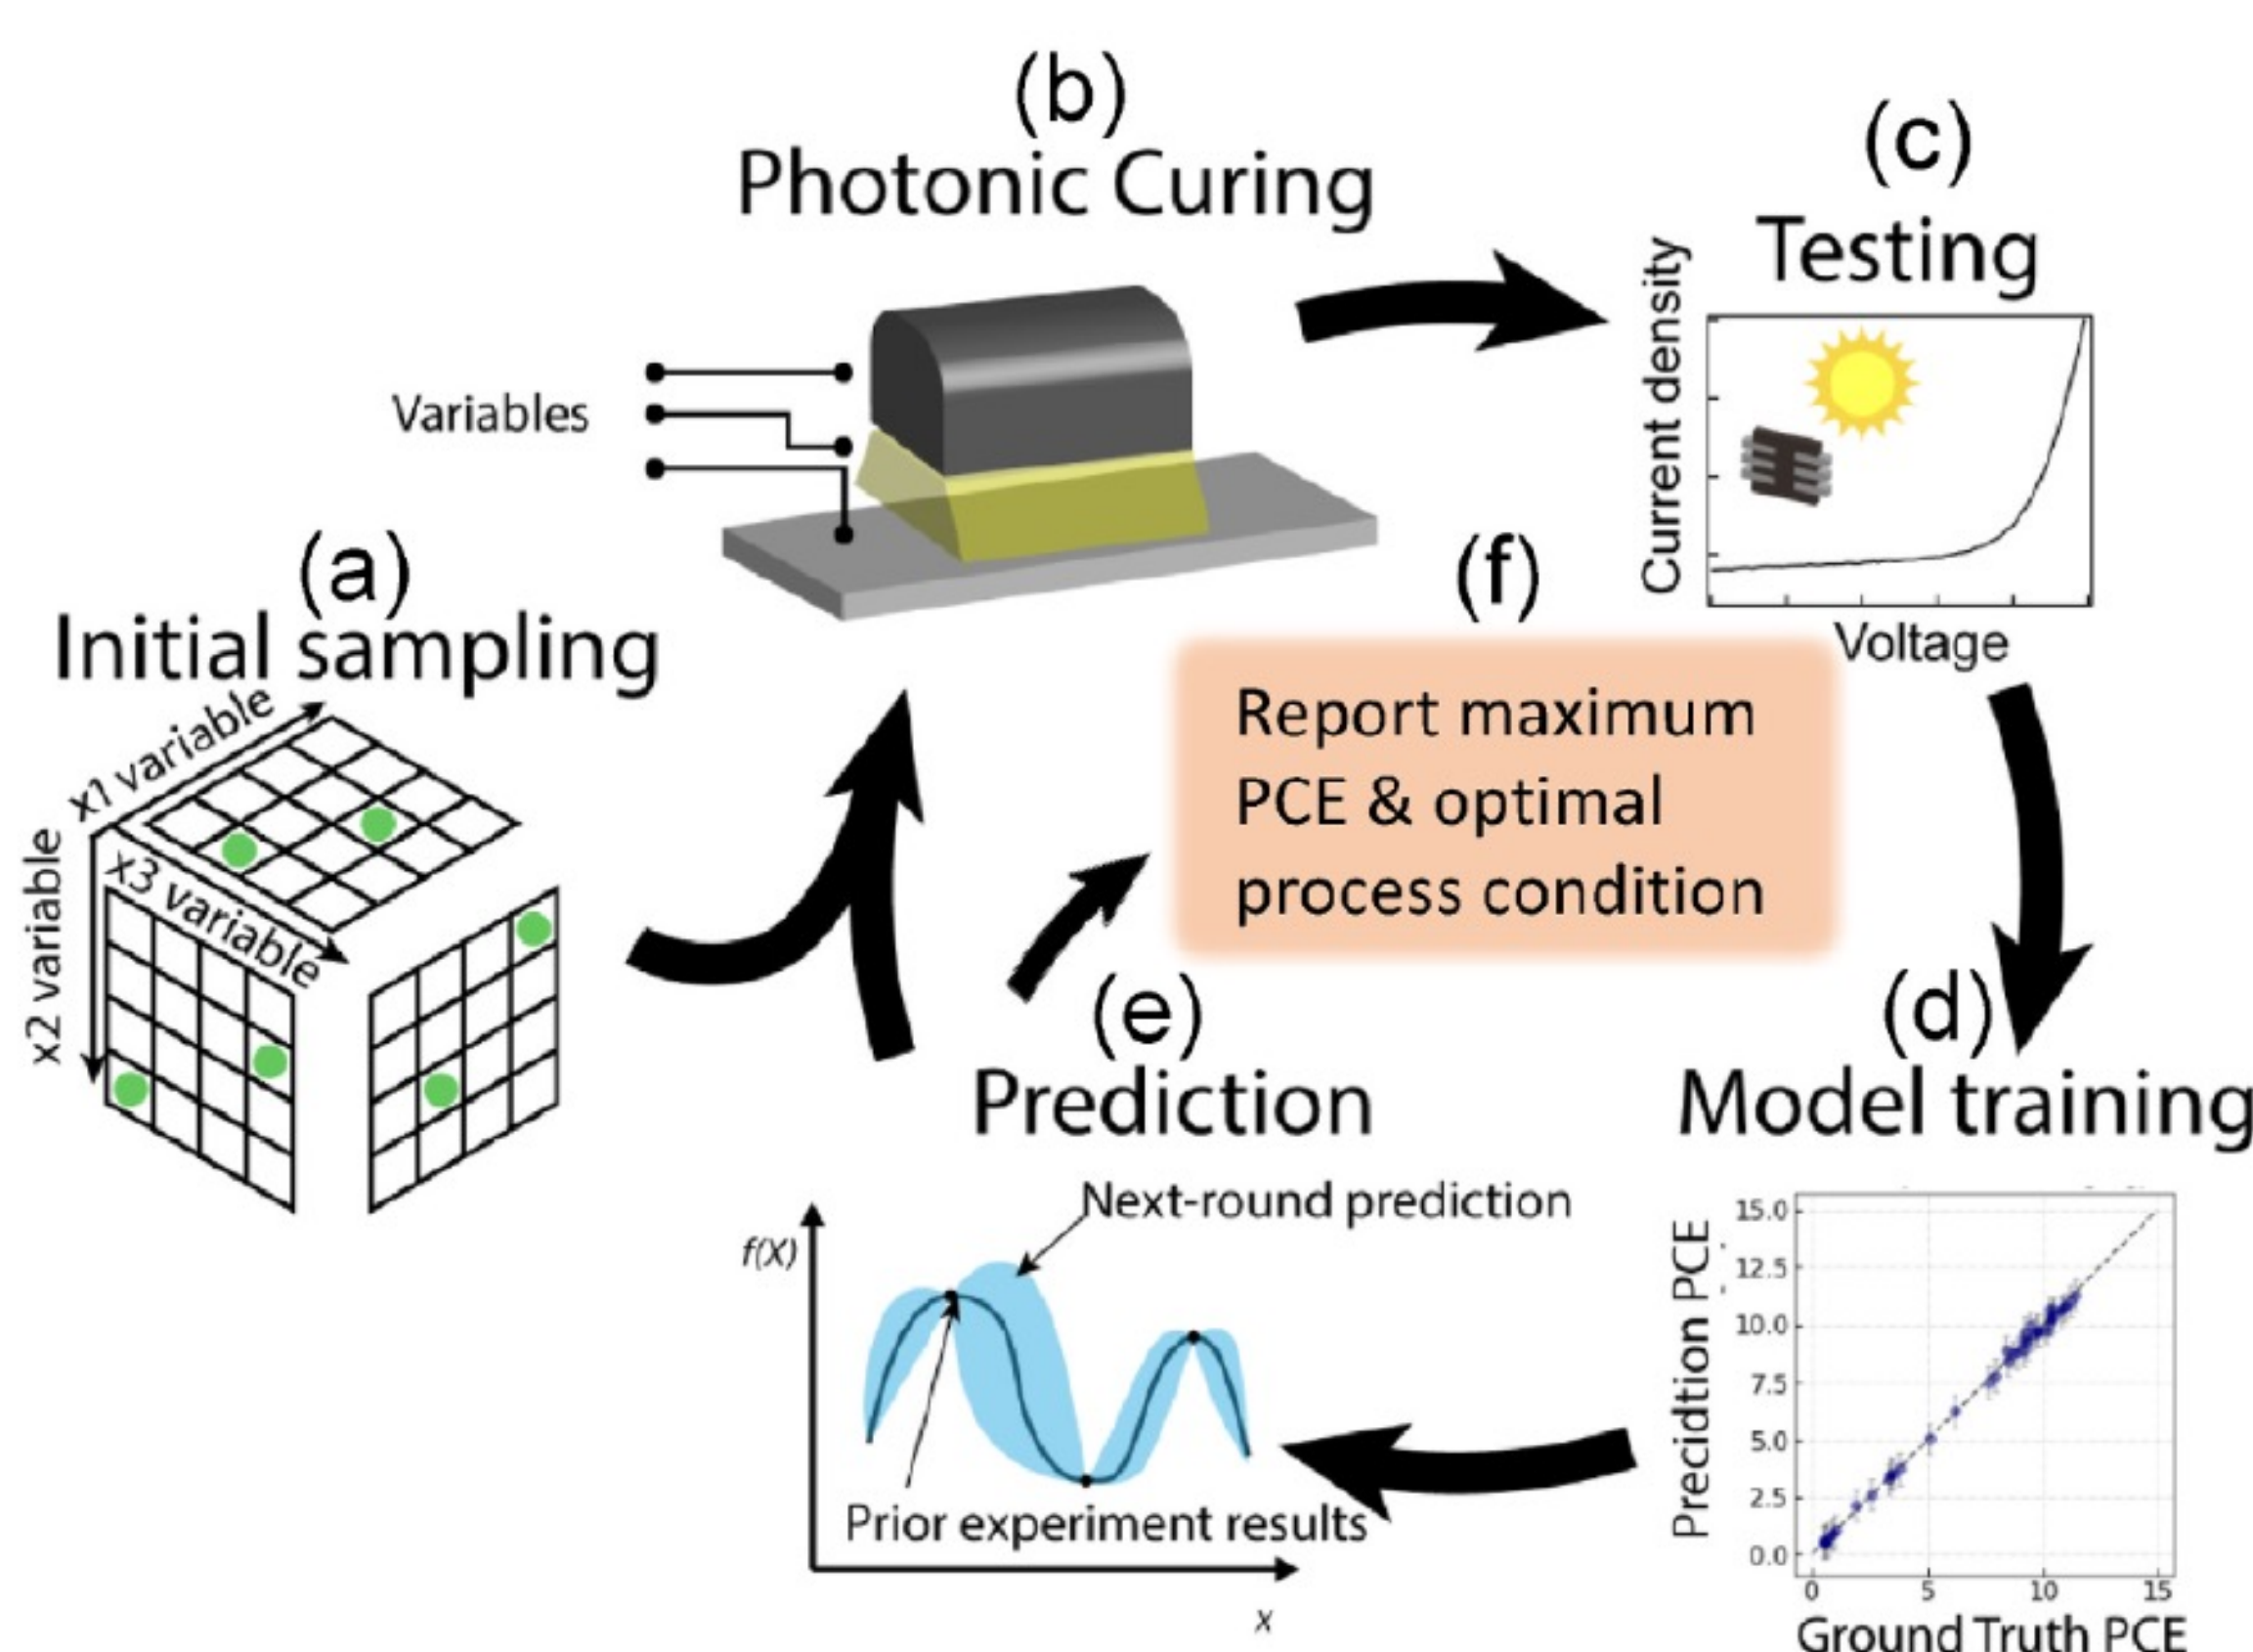 (a)
Initial sampling
x1 variable
x2 variable
x3 variable
(b)
Photonic Curing
Variables
(c)
Testing
Current density
Voltage
(f)
Report maximum
PCE & optimal
process condition
(d)
Model training
Precidtion PCE
15.0
12.5
10.0
7.5
5.0
2.5
0.0
0
5
10
15
Ground Truth PCE
(e)
Prediction
Next-round prediction
f(X)
Prior experiment results
x